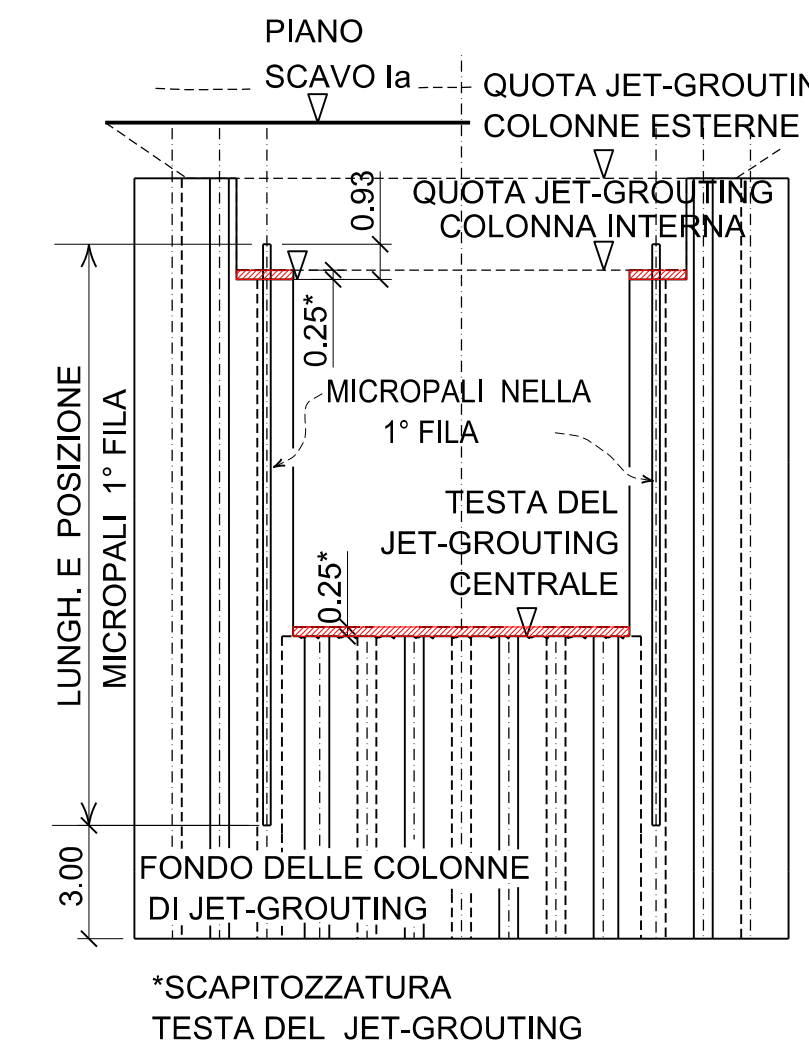 PIANO
SCAVO Ia
QUOTA JET-GROUTIN
COLONNE ESTERNE
QUOTA JET-GROUTING
COLONNA INTERNA
0.93
0.25*
MICROPALI NELLA
1° FILA
LUNGH. E POSIZIONE
MICROPALI 1° FILA
TESTA DEL
JET-GROUTING
CENTRALE
0.25*
3.00
FONDO DELLE COLONNE
DI JET-GROUTING
*SCAPITOZZATURA
TESTA DEL JET-GROUTING